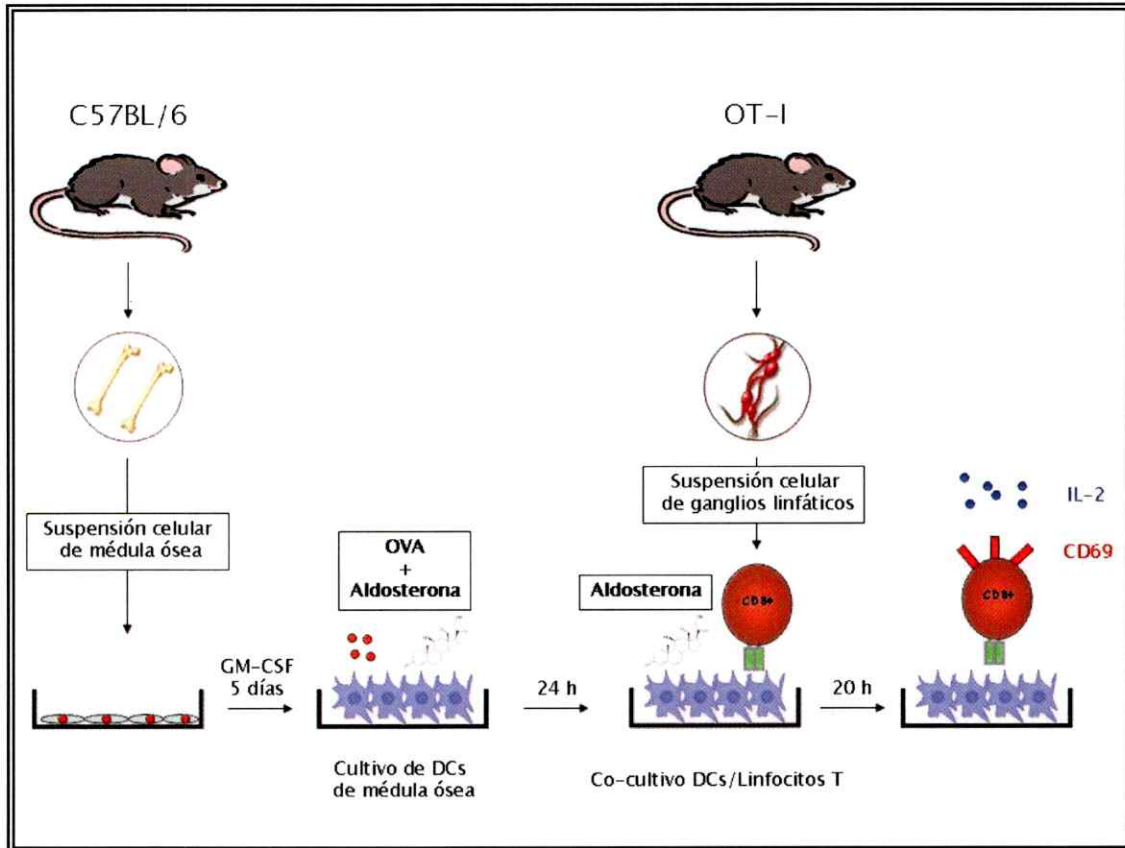 C57BL/6
OT-I
Suspensión celular
de médula ósea
Suspensión celular
de ganglios linfáticos
OVA
+
Aldosterona
Aldosterona
CD8+
CD8+
IL-2
CD69
GM-CSF
5 días
24 h
20 h
Cultivo de DCs
de médula ósea
Co-cultivo DCs/Linfocitos T